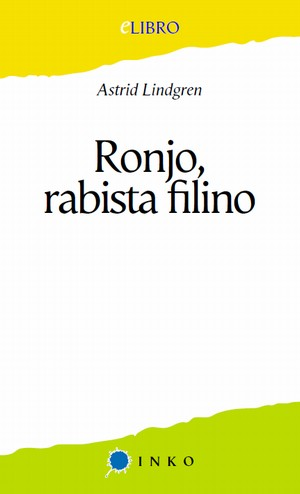 eLIBRO
Astrid Lindgren
Ronjo,
rabista filino
INKO